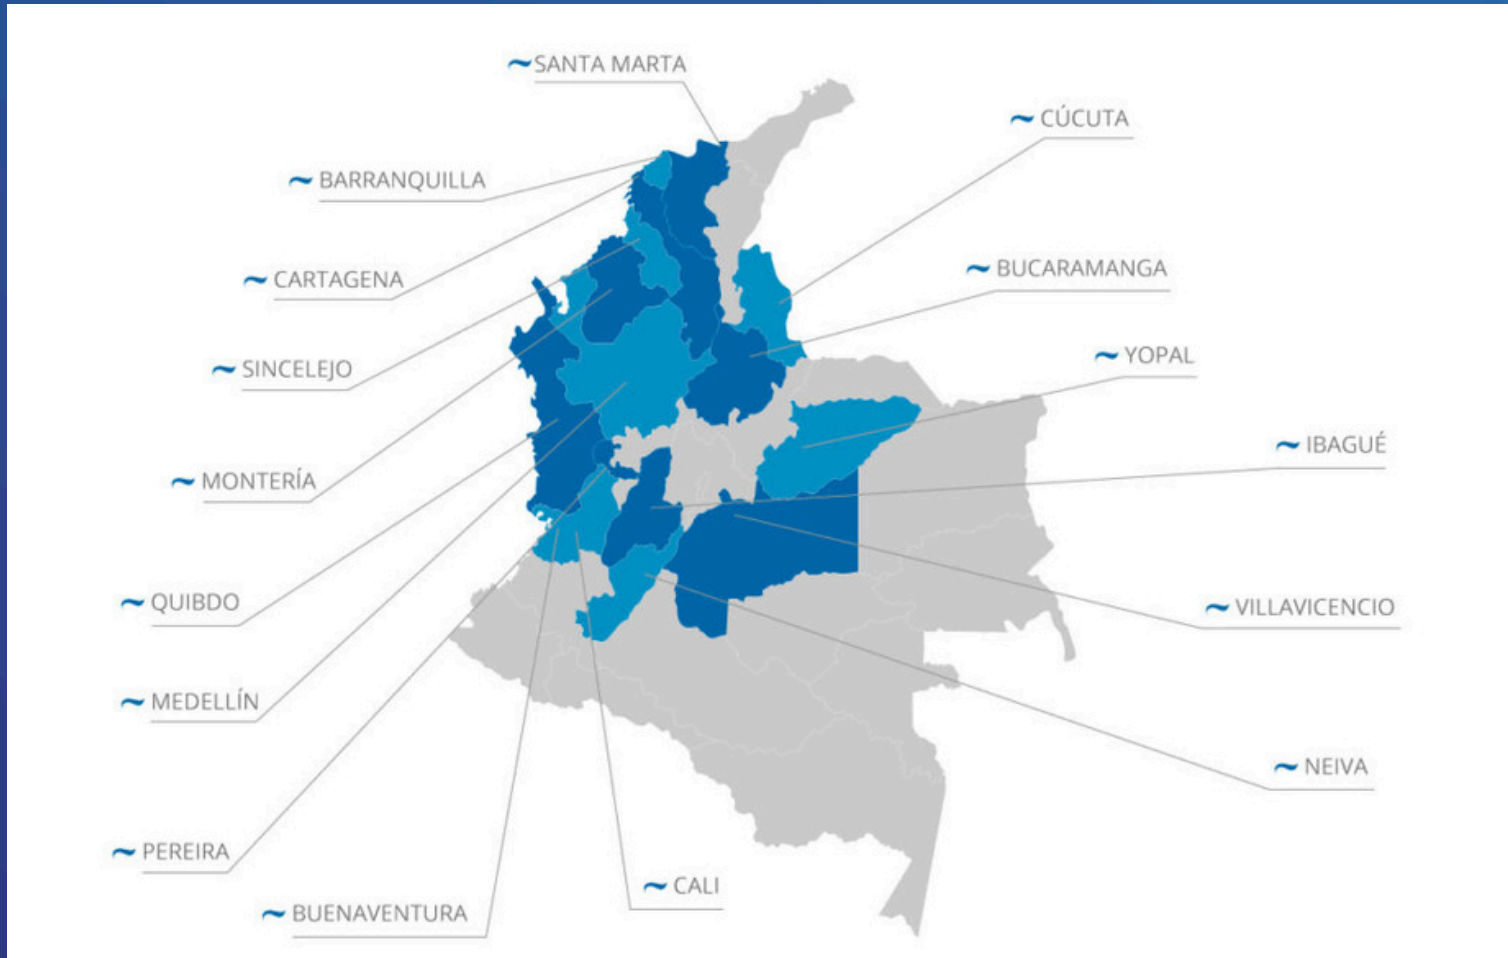 SANTA MARTA
CÚCUTA
BARRANQUILLA
BUCARAMANGA
CARTAGENA
YOPAL
SINCELEJO
IBAGUÉ
MONTERÍA
QUIBDO
VILLAVICENCIO
MEDELLÍN
NEIVA
PEREIRA
CALI
BUENAVENTURA